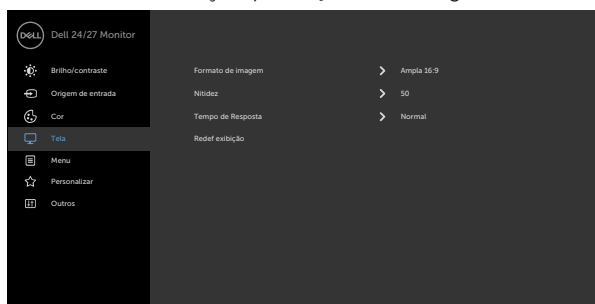 DELL
Dell 24/27 Monitor
Brilho/contraste
Origem de entrada
Cor
Tela
Menu
Personalizar
Outros
Formato de imagem Ampla 16:9
Nitidez 50
Tempo de Resposta Normal
Redef exibição